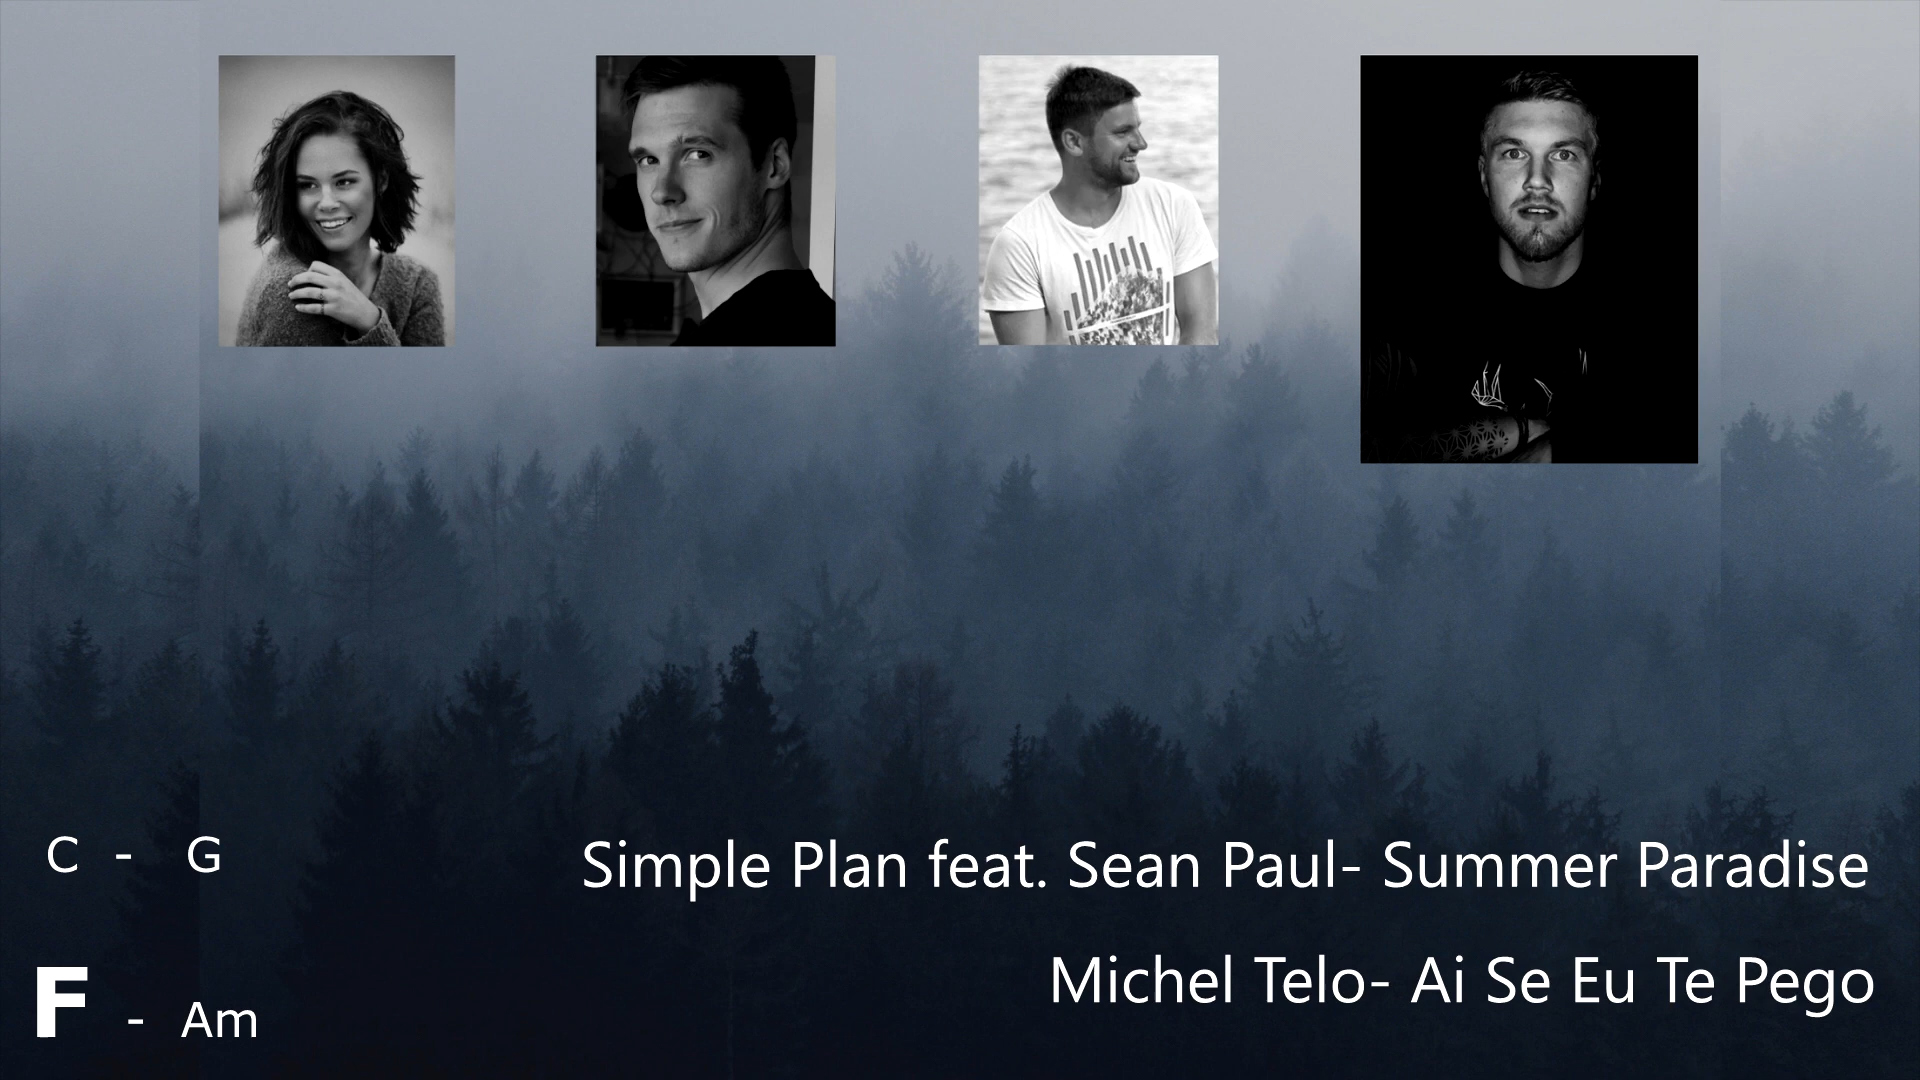 C - G
Simple Plan feat. Sean Paul- Summer Paradise
Michel Telo- Ai Se Eu Te Pego
F - Am